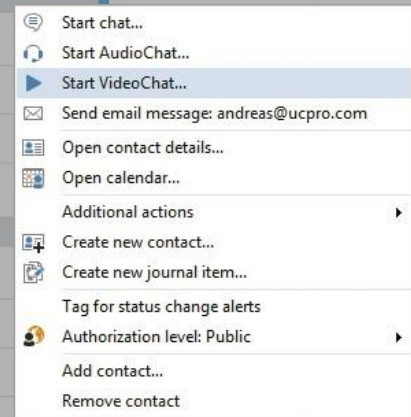 Start chat...
Start AudioChat...
Start VideoChat...
Send email message: andreas@ucpro.com
Open contact details...
Open calendar...
Additional actions
Create new contact...
Create new journal item...
Tag for status change alerts
Authorization level: Public
Add contact...
Remove contact